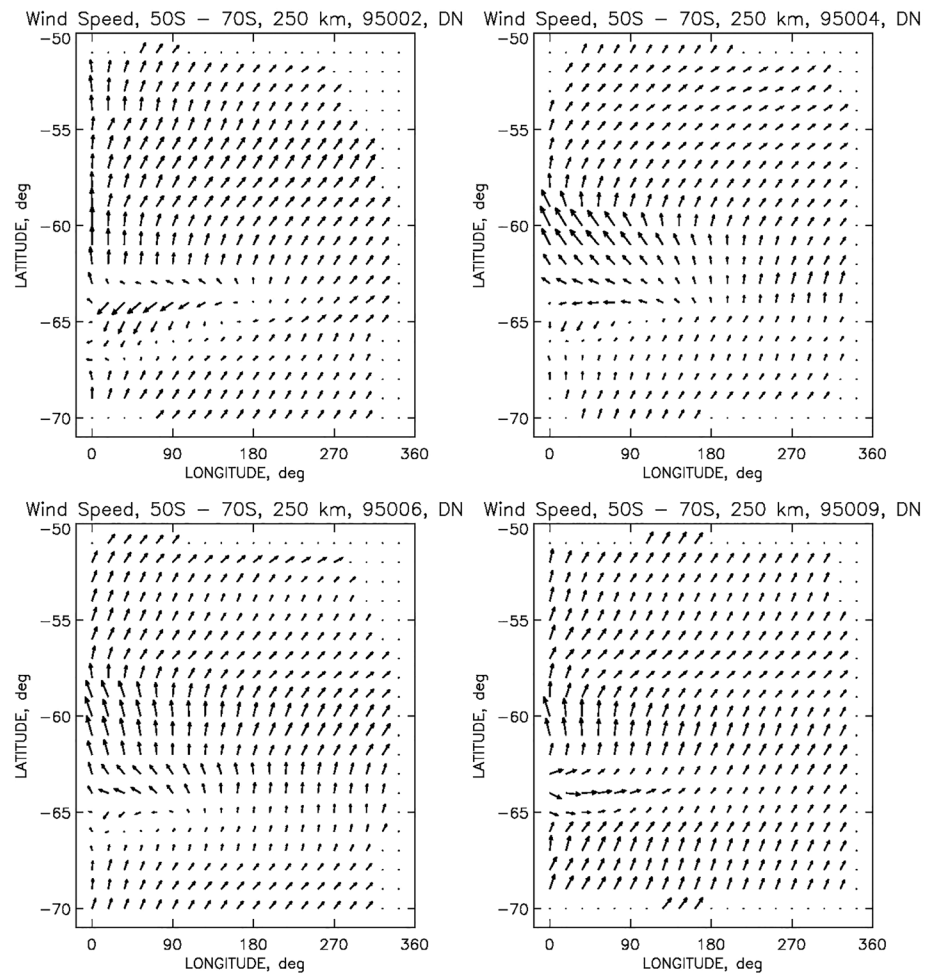 Wind Speed, 50S – 70S, 250 km, 95002, DN
Wind Speed, 50S – 70S, 250 km, 95004, DN
−50
−55
−60
−65
−70
LATITUDE, deg
0 90 180 270 360
LONGITUDE, deg
−50
−55
−60
−65
−70
LATITUDE, deg
0 90 180 270 360
LONGITUDE, deg
Wind Speed, 50S – 70S, 250 km, 95006, DN
Wind Speed, 50S – 70S, 250 km, 95009, DN
−50
−55
−60
−65
−70
LATITUDE, deg
0 90 180 270 360
LONGITUDE, deg
−50
−55
−60
−65
−70
LATITUDE, deg
0 90 180 270 360
LONGITUDE, deg